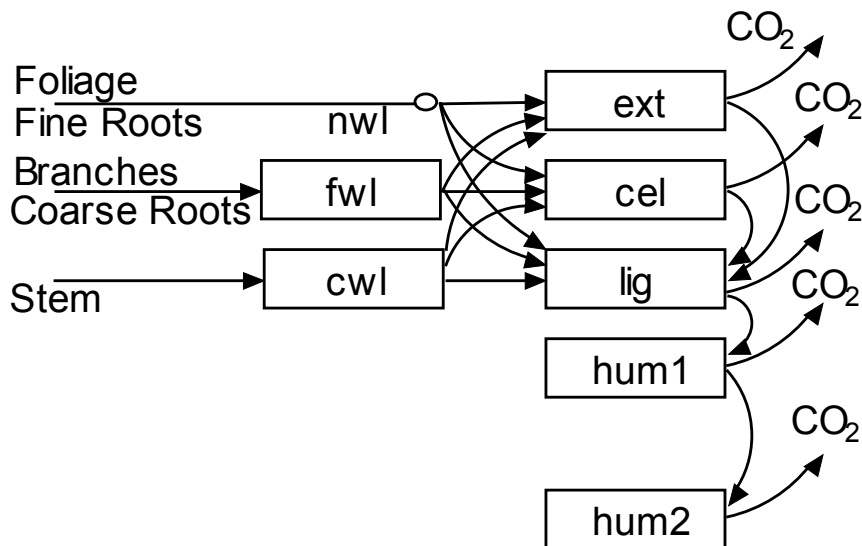 CO2
Foliage
ext
Fine Roots
nwl
CO2
Branches
fwl
cel
Coarse Roots
CO2
Stem
cwl
lig
CO2
hum1
CO2
hum2